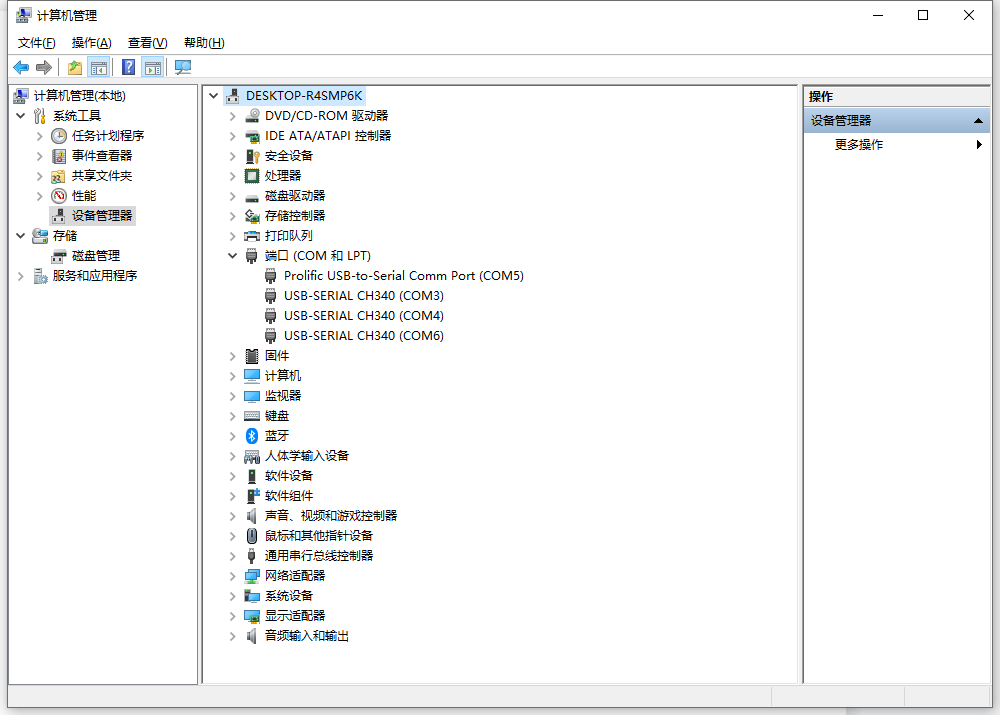 计算机管理
文件(F) 操作(A) 查看(V) 帮助(H)
计算机管理(本地)
系统工具
任务计划程序
事件查看器
共享文件夹
性能
设备管理器
存储
磁盘管理
服务和应用程序
DESKTOP-R4SMP6K
DVD/CD-ROM 驱动器
IDE ATA/ATAPI 控制器
安全设备
处理器
磁盘驱动器
存储控制器
打印队列
端口 (COM 和 LPT)
Prolific USB-to-Serial Comm Port (COM5)
USB-SERIAL CH340 (COM3)
USB-SERIAL CH340 (COM4)
USB-SERIAL CH340 (COM6)
固件
计算机
监视器
键盘
蓝牙
人体学输入设备
软件设备
软件组件
声音、视频和游戏控制器
鼠标和其他指针设备
通用串行总线控制器
网络适配器
系统设备
显示适配器
音频输入和输出
操作
设备管理器
更多操作